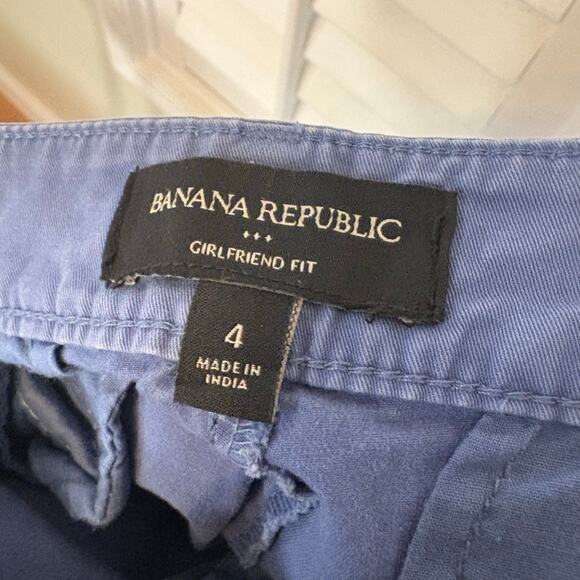 BANANA REPUBLIC
GIRLFRIEND FIT
4
MADE IN
INDIA